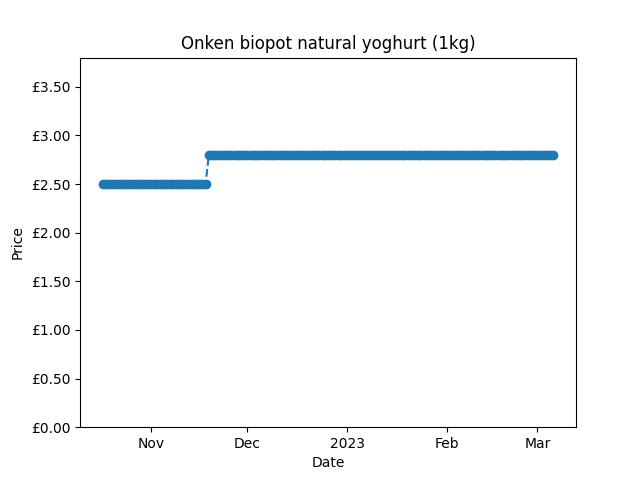 Onken biopot natural yoghurt (1kg)
£3.50
£3.00
£2.50
£2.00
£1.50
£1.00
£0.50
£0.00
Price
Nov Dec 2023 Feb Mar
Date